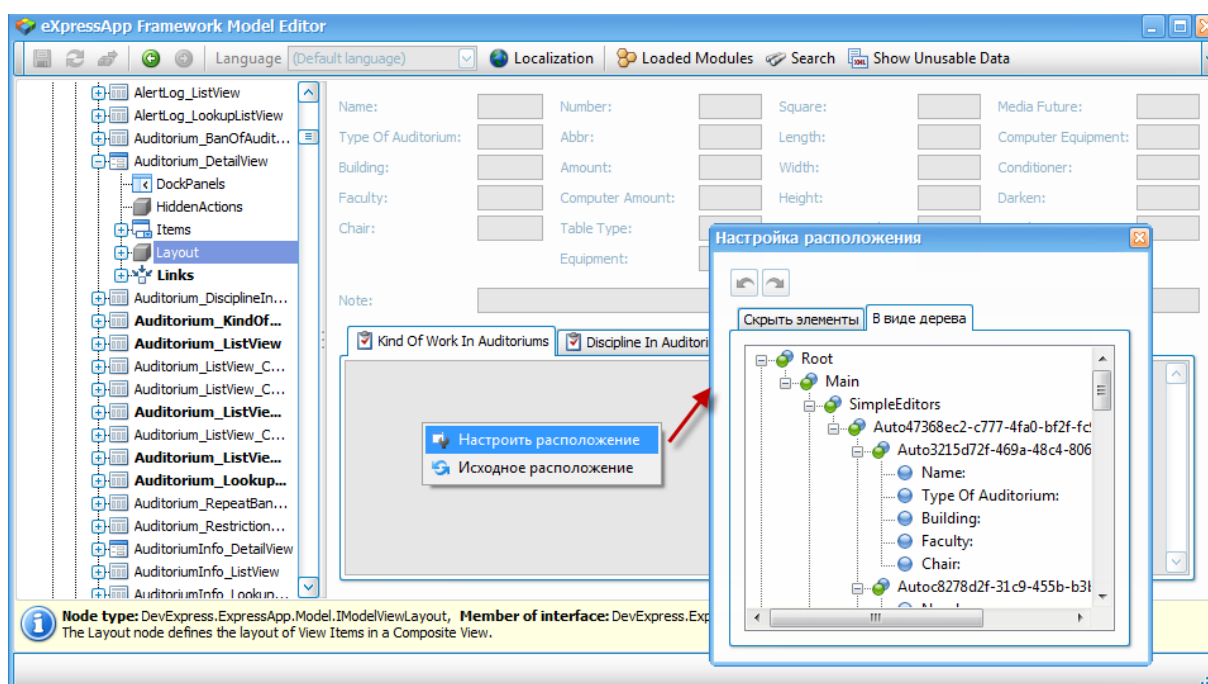 eXpressApp Framework Model Editor
Language (Default language) Localization Loaded Modules Search Show Unusable Data
AlertLog_ListView
AlertLog_LookupListView
Auditorium_BanOfAudit...
Auditorium_DetailView
DockPanels
HiddenActions
Items
Layout
Links
Auditorium_DisciplineIn...
Auditorium_KindOf...
Auditorium_ListView
Auditorium_ListView_C...
Auditorium_ListView_C...
Auditorium_ListVie...
Auditorium_ListView_C...
Auditorium_ListVie...
Auditorium_Lookup...
Auditorium_RepeatBan...
Auditorium_Restriction...
AuditoriumInfo_DetailView
AuditoriumInfo_ListView
AuditoriumInfo_Lookup...
Name: Number: Square: Media Future:
Type Of Auditorium: Abbr: Length: Computer Equipment:
Building: Amount: Width: Conditioner:
Faculty: Computer Amount: Height: Darken:
Chair: Table Type:
Equipment:
Note:
Kind Of Work In Auditoriums Discipline In Auditori
Настроить расположение
Исходное расположение
Настройка расположения
Скрыть элементы В виде дерева
Root
Main
SimpleEditors
Auto47368ec2-c777-4fa0-bf2f-fc
Auto3215d72f-469a-48c4-806
Name:
Type Of Auditorium:
Building:
Faculty:
Chair:
Autoc8278d2f-31c9-455b-b3
Node type: DevExpress.ExpressApp.Model.IModelViewLayout, Member of interface: DevExpress.Exp
The Layout node defines the layout of View Items in a Composite View.